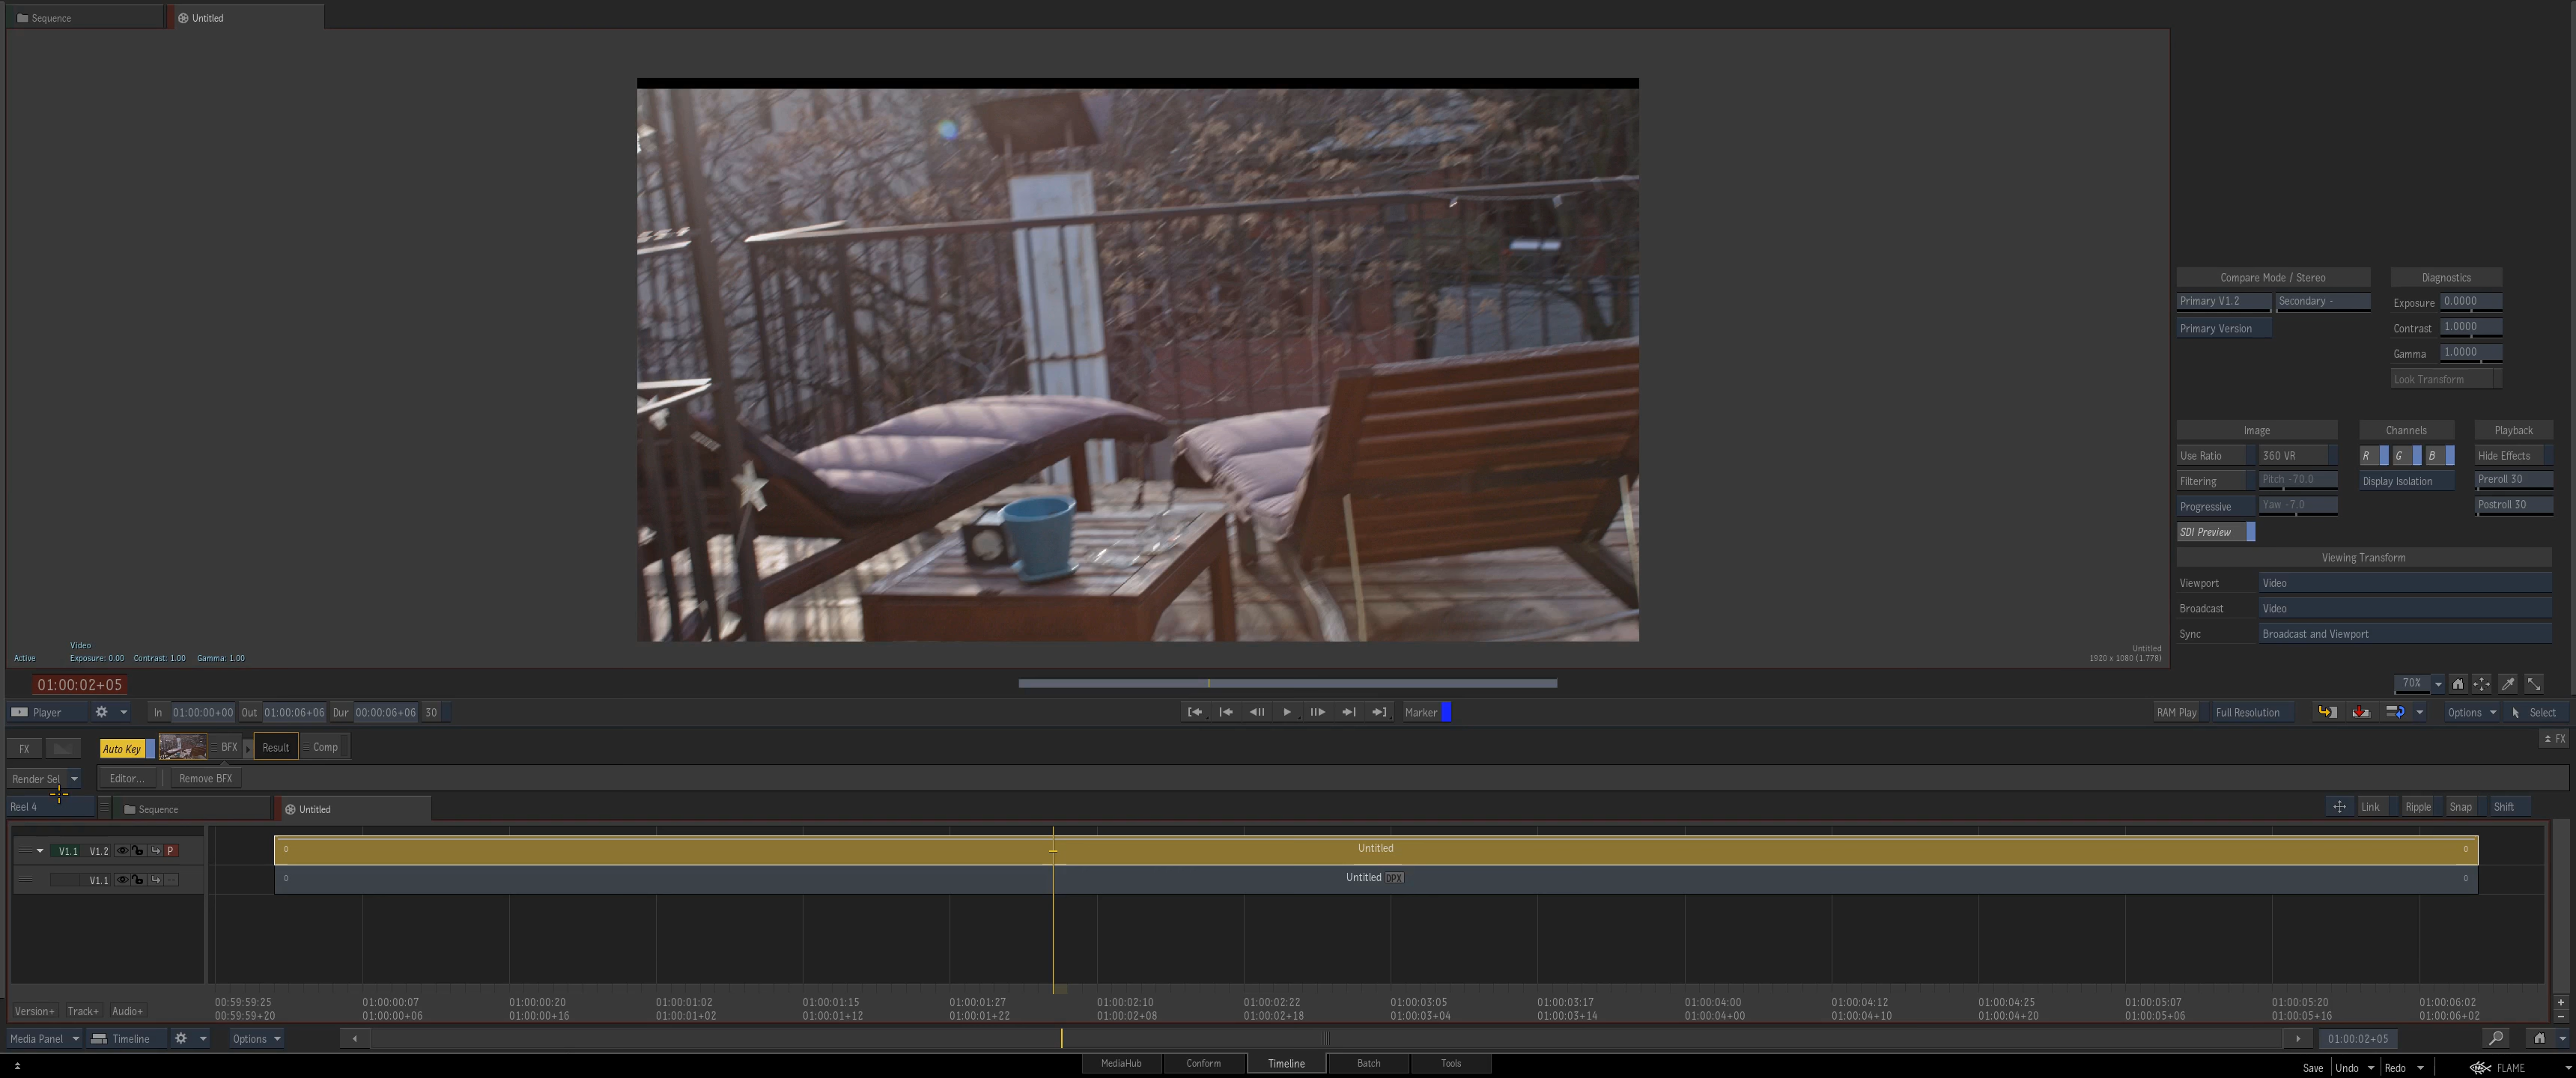 Sequence Untitled
Compare Mode / Stereo Diagnostics
Primary V1.2 Secondary - Exposure 0.0000
Primary Version Contrast 1.0000
Gamma 1.0000
Look Transform
Image Channels Playback
Use Ratio 360 VR R G B Hide Effects
Filtering Pitch -70.0 Display Isolation Preroll 30
Progressive Yaw -7.0 Postroll 30
SDI Preview
Viewing Transform
Viewport Video
Broadcast Video
Sync Broadcast and Viewport
Video
Active Exposure: 0.00 Contrast: 1.00 Gamma: 1.00
Untitled
1920 x 1080 (1.778)
01:00:02+05 70%
Player In 01:00:00+00 Out 01:00:06+06 Dur 00:00:06+06 30 Marker RAM Play Full Resolution Options Select
FX Auto Key BFX Result Comp FX
Render Sel Editor... Remove BFX
Reel 4 Sequence Untitled Link Ripple Snap Shift
V1.1 V1.2 P 0 Untitled 0
V1.1 0 Untitled DPX 0
00:59:59:25 01:00:00:07 01:00:00:20 01:00:01:02 01:00:01:15 01:00:01:27 01:00:02:10 01:00:02:22 01:00:03:05 01:00:03:17 01:00:04:00 01:00:04:12 01:00:04:25 01:00:05:07 01:00:05:20 01:00:06:02
Version+ Track+ Audio+ 00:59:59+20 01:00:00+06 01:00:00+16 01:00:01+02 01:00:01+12 01:00:01+22 01:00:02+08 01:00:02+18 01:00:03+04 01:00:03+14 01:00:04+00 01:00:04+10 01:00:04+20 01:00:05+06 01:00:05+16 01:00:06+02
Media Panel Timeline Options 01:00:02+05
MediaHub Conform Timeline Batch Tools
Save Undo Redo FLAME